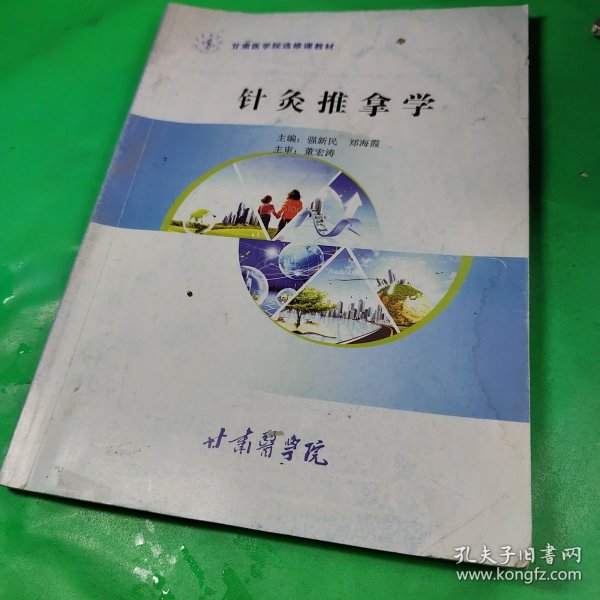 甘肃医学院选修课教材
针灸推拿学
主编：强新民 郑海霞
主审：董宏涛
甘肃醫學院
孔夫子旧书网
www.kongfz.com